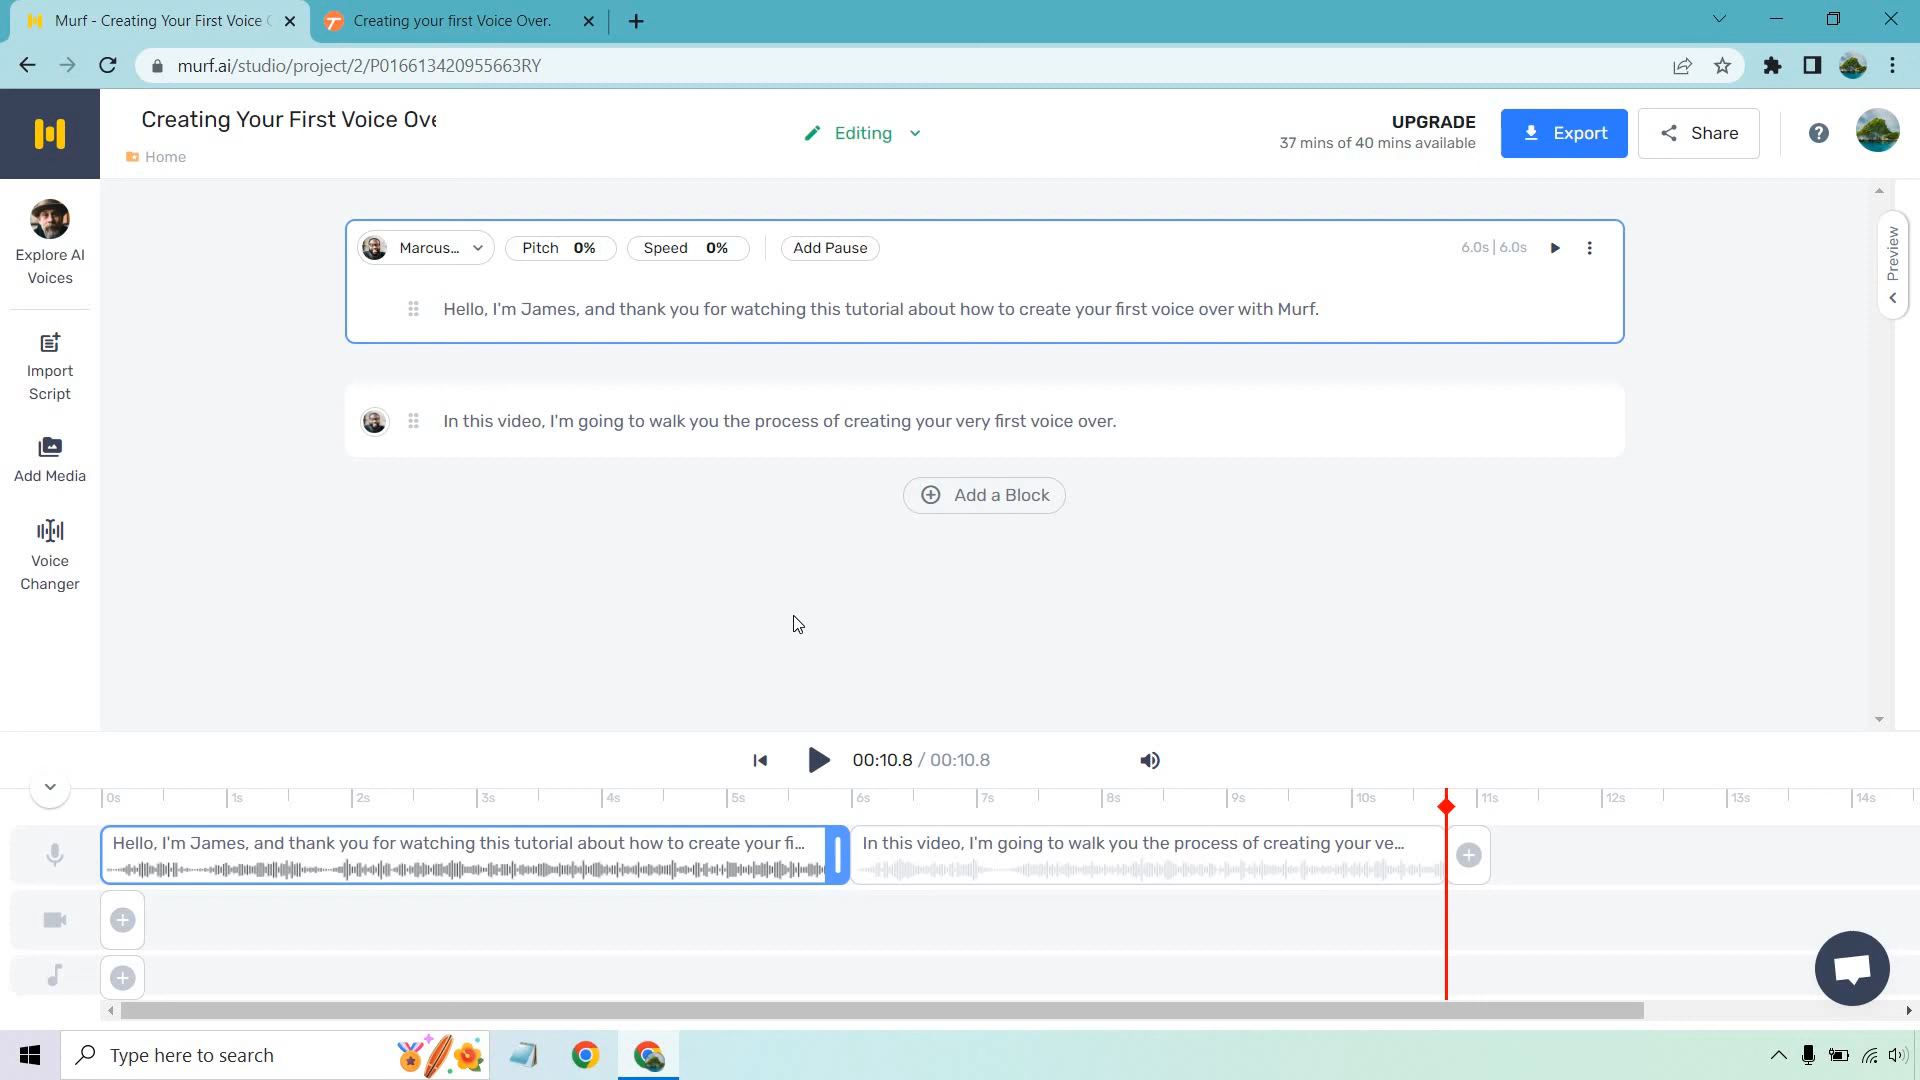 Murf - Creating Your First Voice
Creating your first Voice Over.
murf.ai/studio/project/2/P016613420955663RY
Creating Your First Voice Ove
Home
Editing
UPGRADE
37 mins of 40 mins available
Export
Share
Explore AI
Voices
Import
Script
Add Media
Voice
Changer
Marcus...
Pitch 0%
Speed 0%
Add Pause
6.0s | 6.0s
Hello, I'm James, and thank you for watching this tutorial about how to create your first voice over with Murf.
In this video, I'm going to walk you the process of creating your very first voice over.
Add a Block
Preview
00:10.8 / 00:10.8
0s 1s 2s 3s 4s 5s 6s 7s 8s 9s 10s 11s 12s 13s 14s
Hello, I'm James, and thank you for watching this tutorial about how to create your fi...
In this video, I'm going to walk you the process of creating your ve...
Type here to search